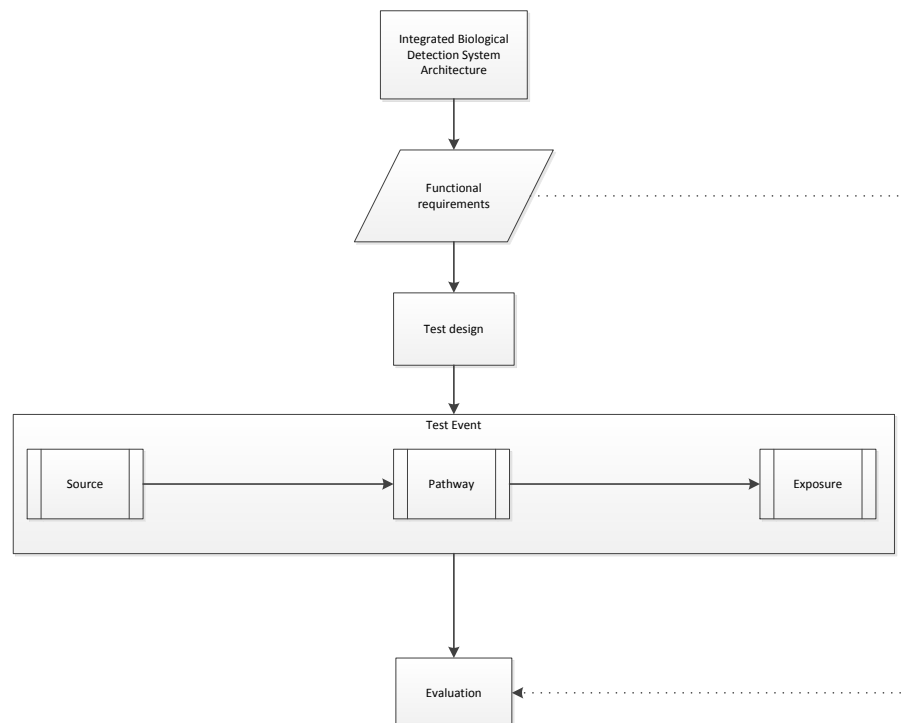 Integrated Biological
Detection System
Architecture
Functional
requirements
Test design
Test Event
Source
Pathway
Exposure
Evaluation